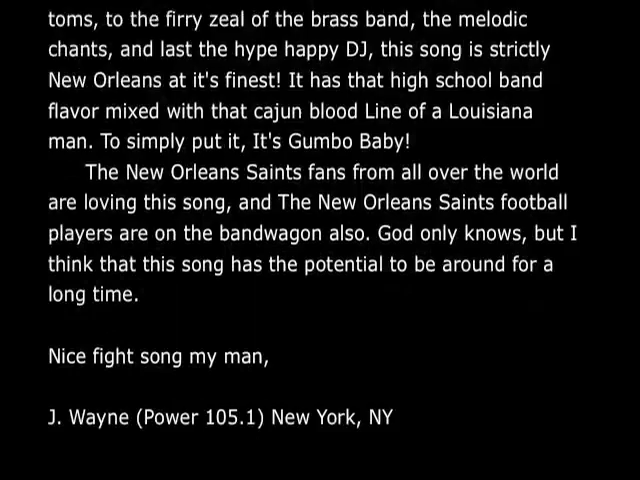 toms, to the firry zeal of the brass band, the melodic
chants, and last the hype happy DJ, this song is strictly
New Orleans at it's finest! It has that high school band
flavor mixed with that cajun blood Line of a Louisiana
man. To simply put it, It's Gumbo Baby!
The New Orleans Saints fans from all over the world
are loving this song, and The New Orleans Saints football
players are on the bandwagon also. God only knows, but I
think that this song has the potential to be around for a
long time.
Nice fight song my man,
J. Wayne (Power 105.1) New York, NY